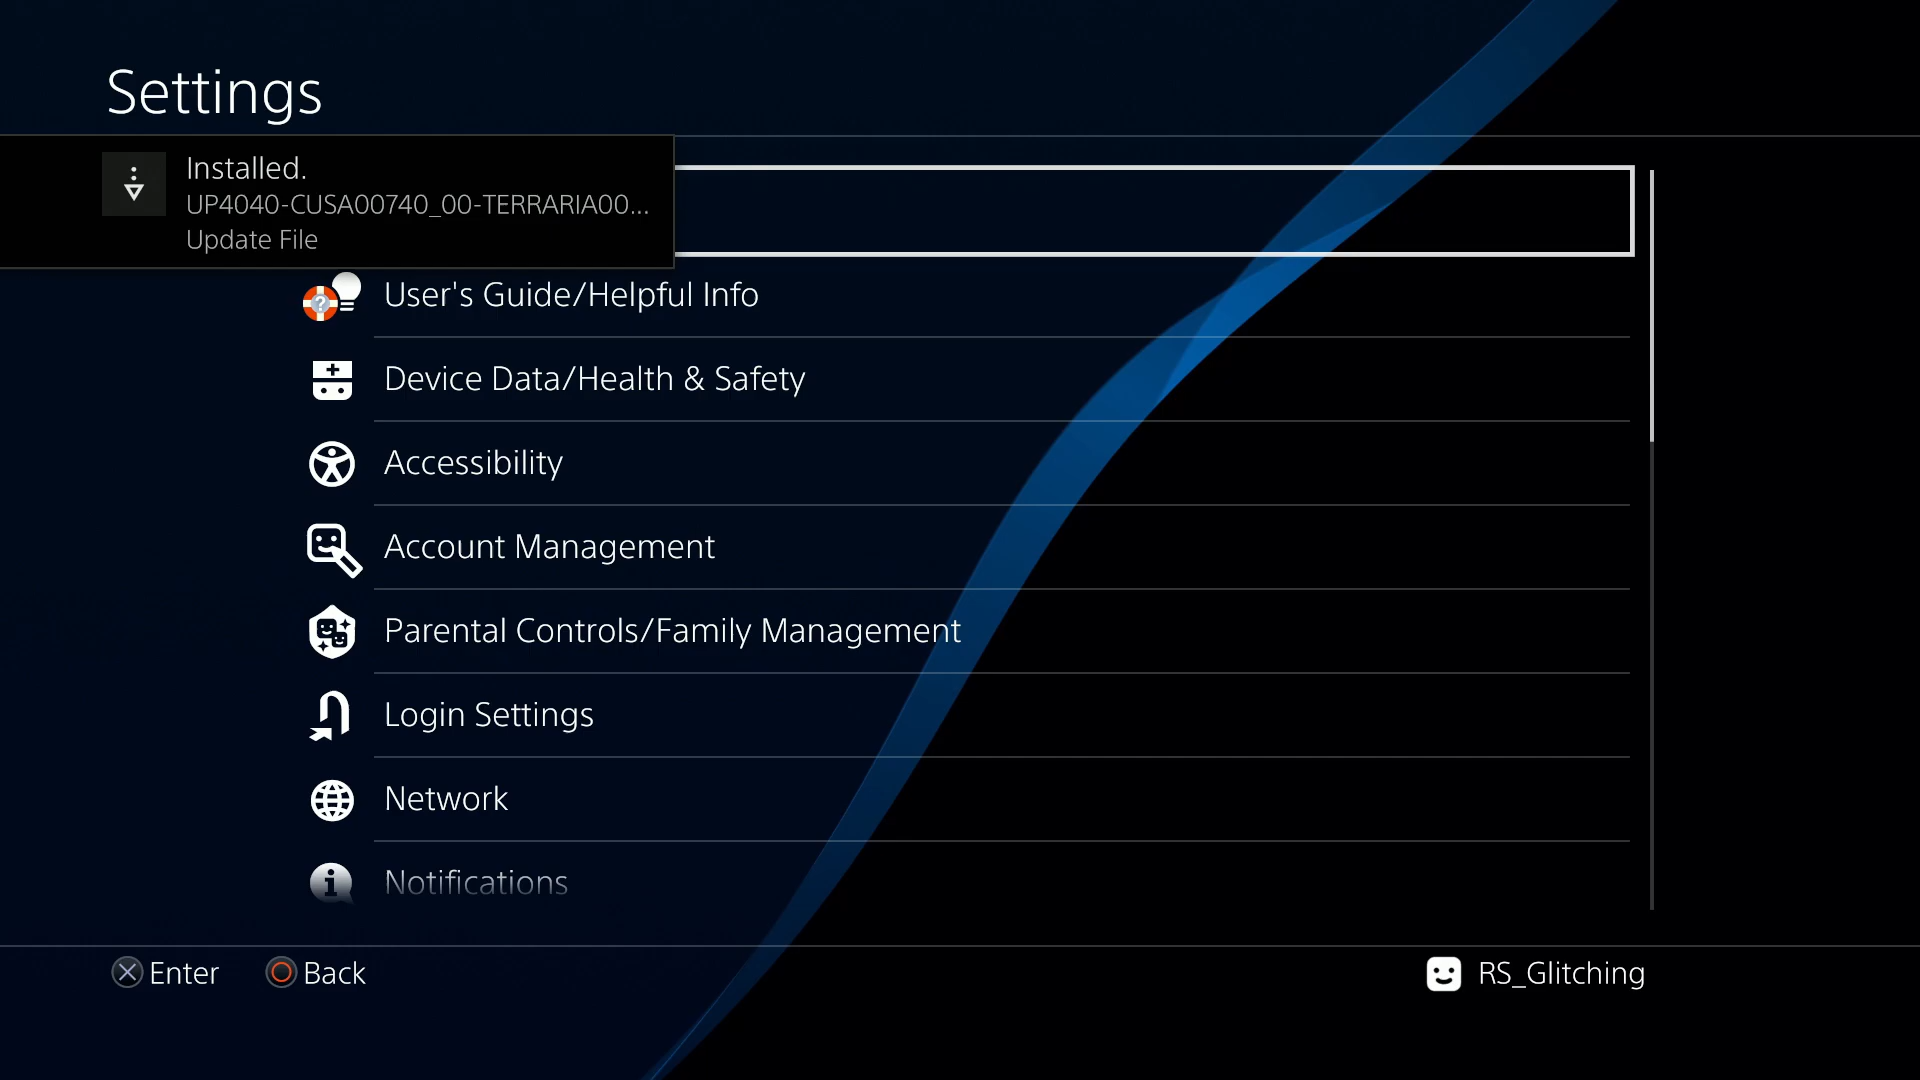 Settings
Installed.
UP4040-CUSA00740_00-TERRARIA00...
Update File
User's Guide/Helpful Info
Device Data/Health & Safety
Accessibility
Account Management
Parental Controls/Family Management
Login Settings
Network
Notifications
Enter
Back
RS_Glitching